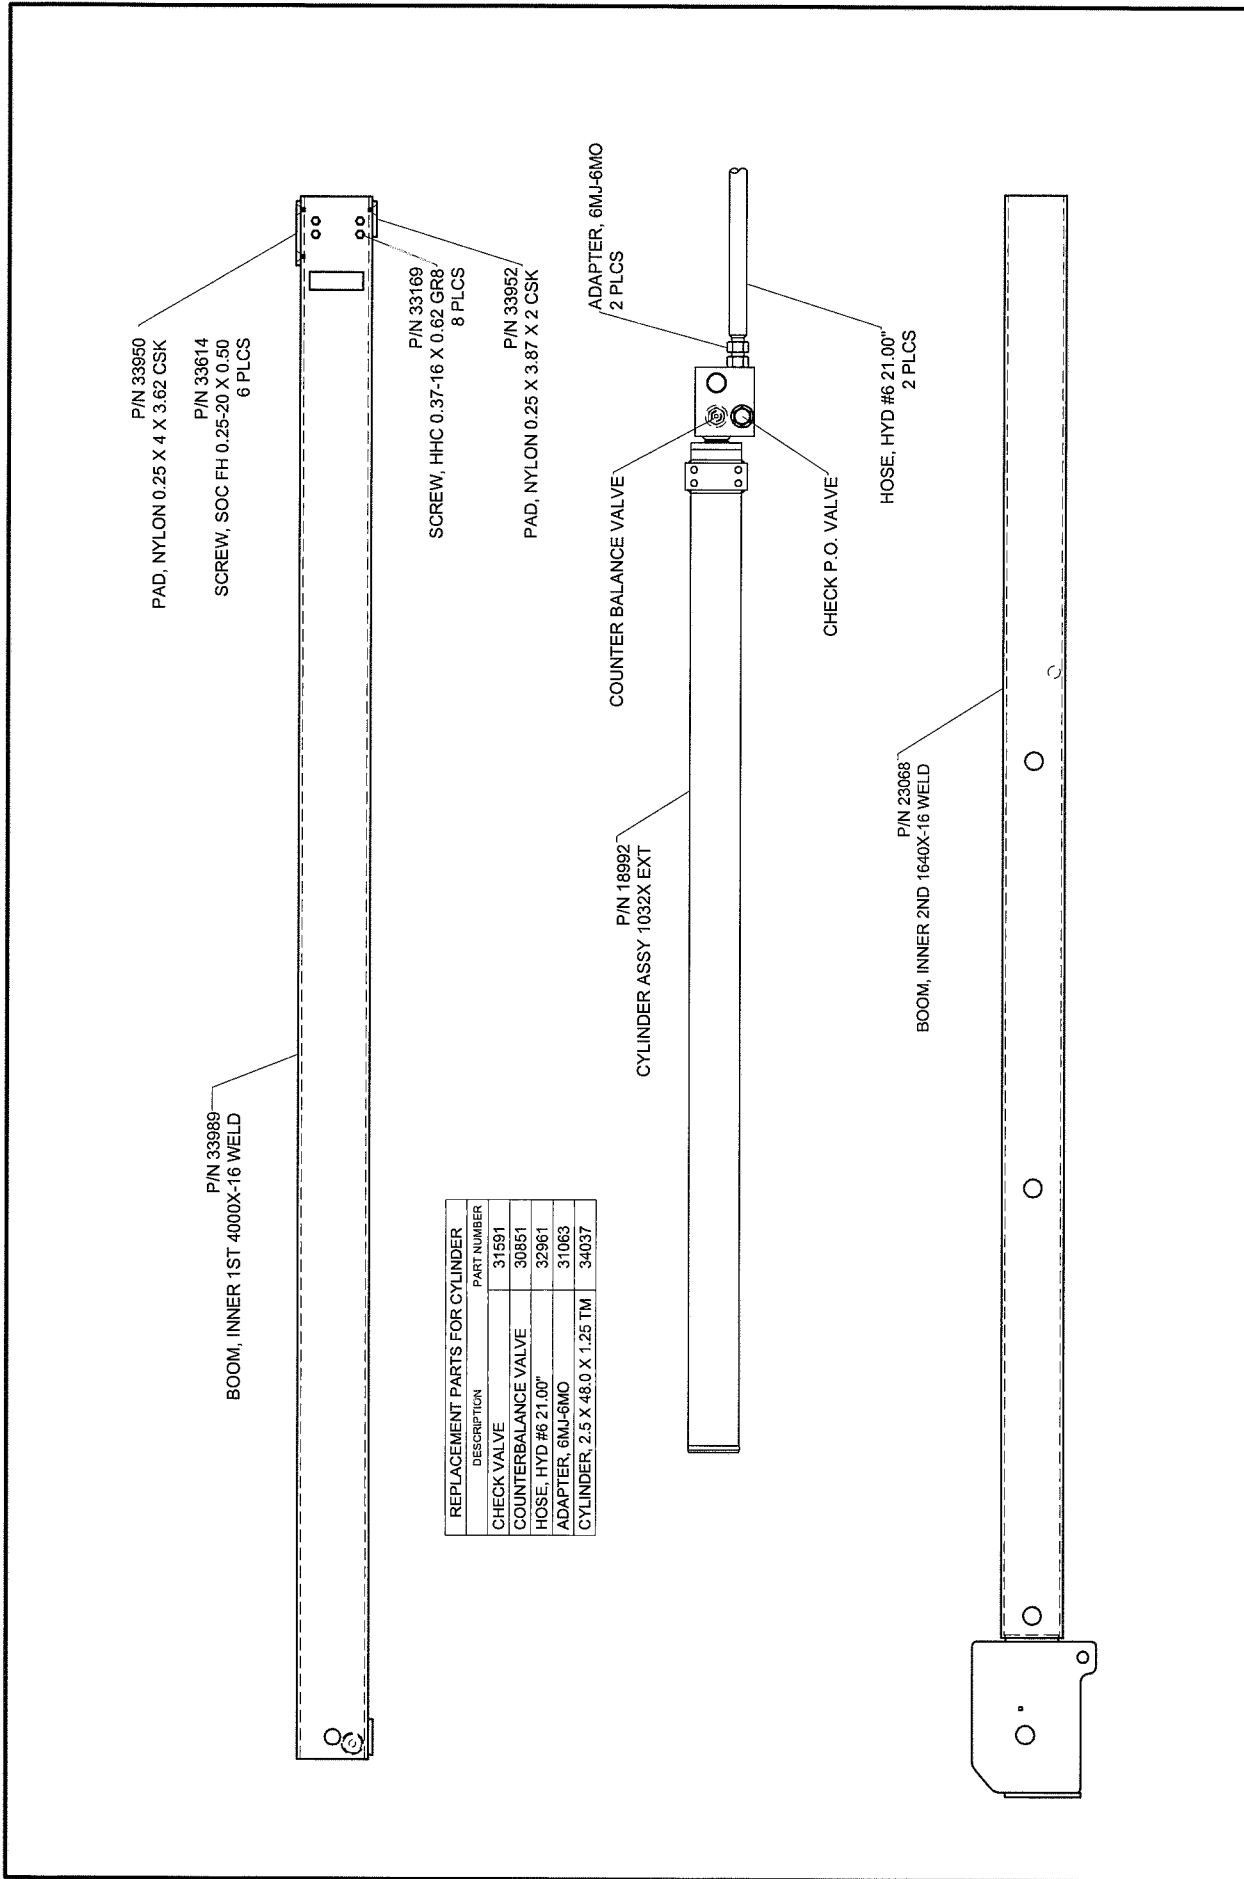 P/N 33950
PAD, NYLON 0.25 X 4 X 3.62 CSK
P/N 33614
SCREW, SOC FH 0.25-20 X 0.50
6 PLCS
P/N 33169
SCREW, HHC 0.37-16 X 0.62 GR8
8 PLCS
P/N 33952
PAD, NYLON 0.25 X 3.87 X 2 CSK
P/N 33989
BOOM, INNER 1ST 4000X-16 WELD
REPLACEMENT PARTS FOR CYLINDER
DESCRIPTION PART NUMBER
CHECK VALVE 31591
COUNTERBALANCE VALVE 30851
HOSE, HYD #6 21.00" 32961
ADAPTER, 6MJ-6MO 31063
CYLINDER, 2.5 X 48.0 X 1.25 TM 34037
ADAPTER, 6MJ-6MO
2 PLCS
COUNTER BALANCE VALVE
P/N 18992
CYLINDER ASSY 1032X EXT
CHECK P.O. VALVE
HOSE, HYD #6 21.00"
2 PLCS
P/N 23068
BOOM, INNER 2ND 1640X-16 WELD